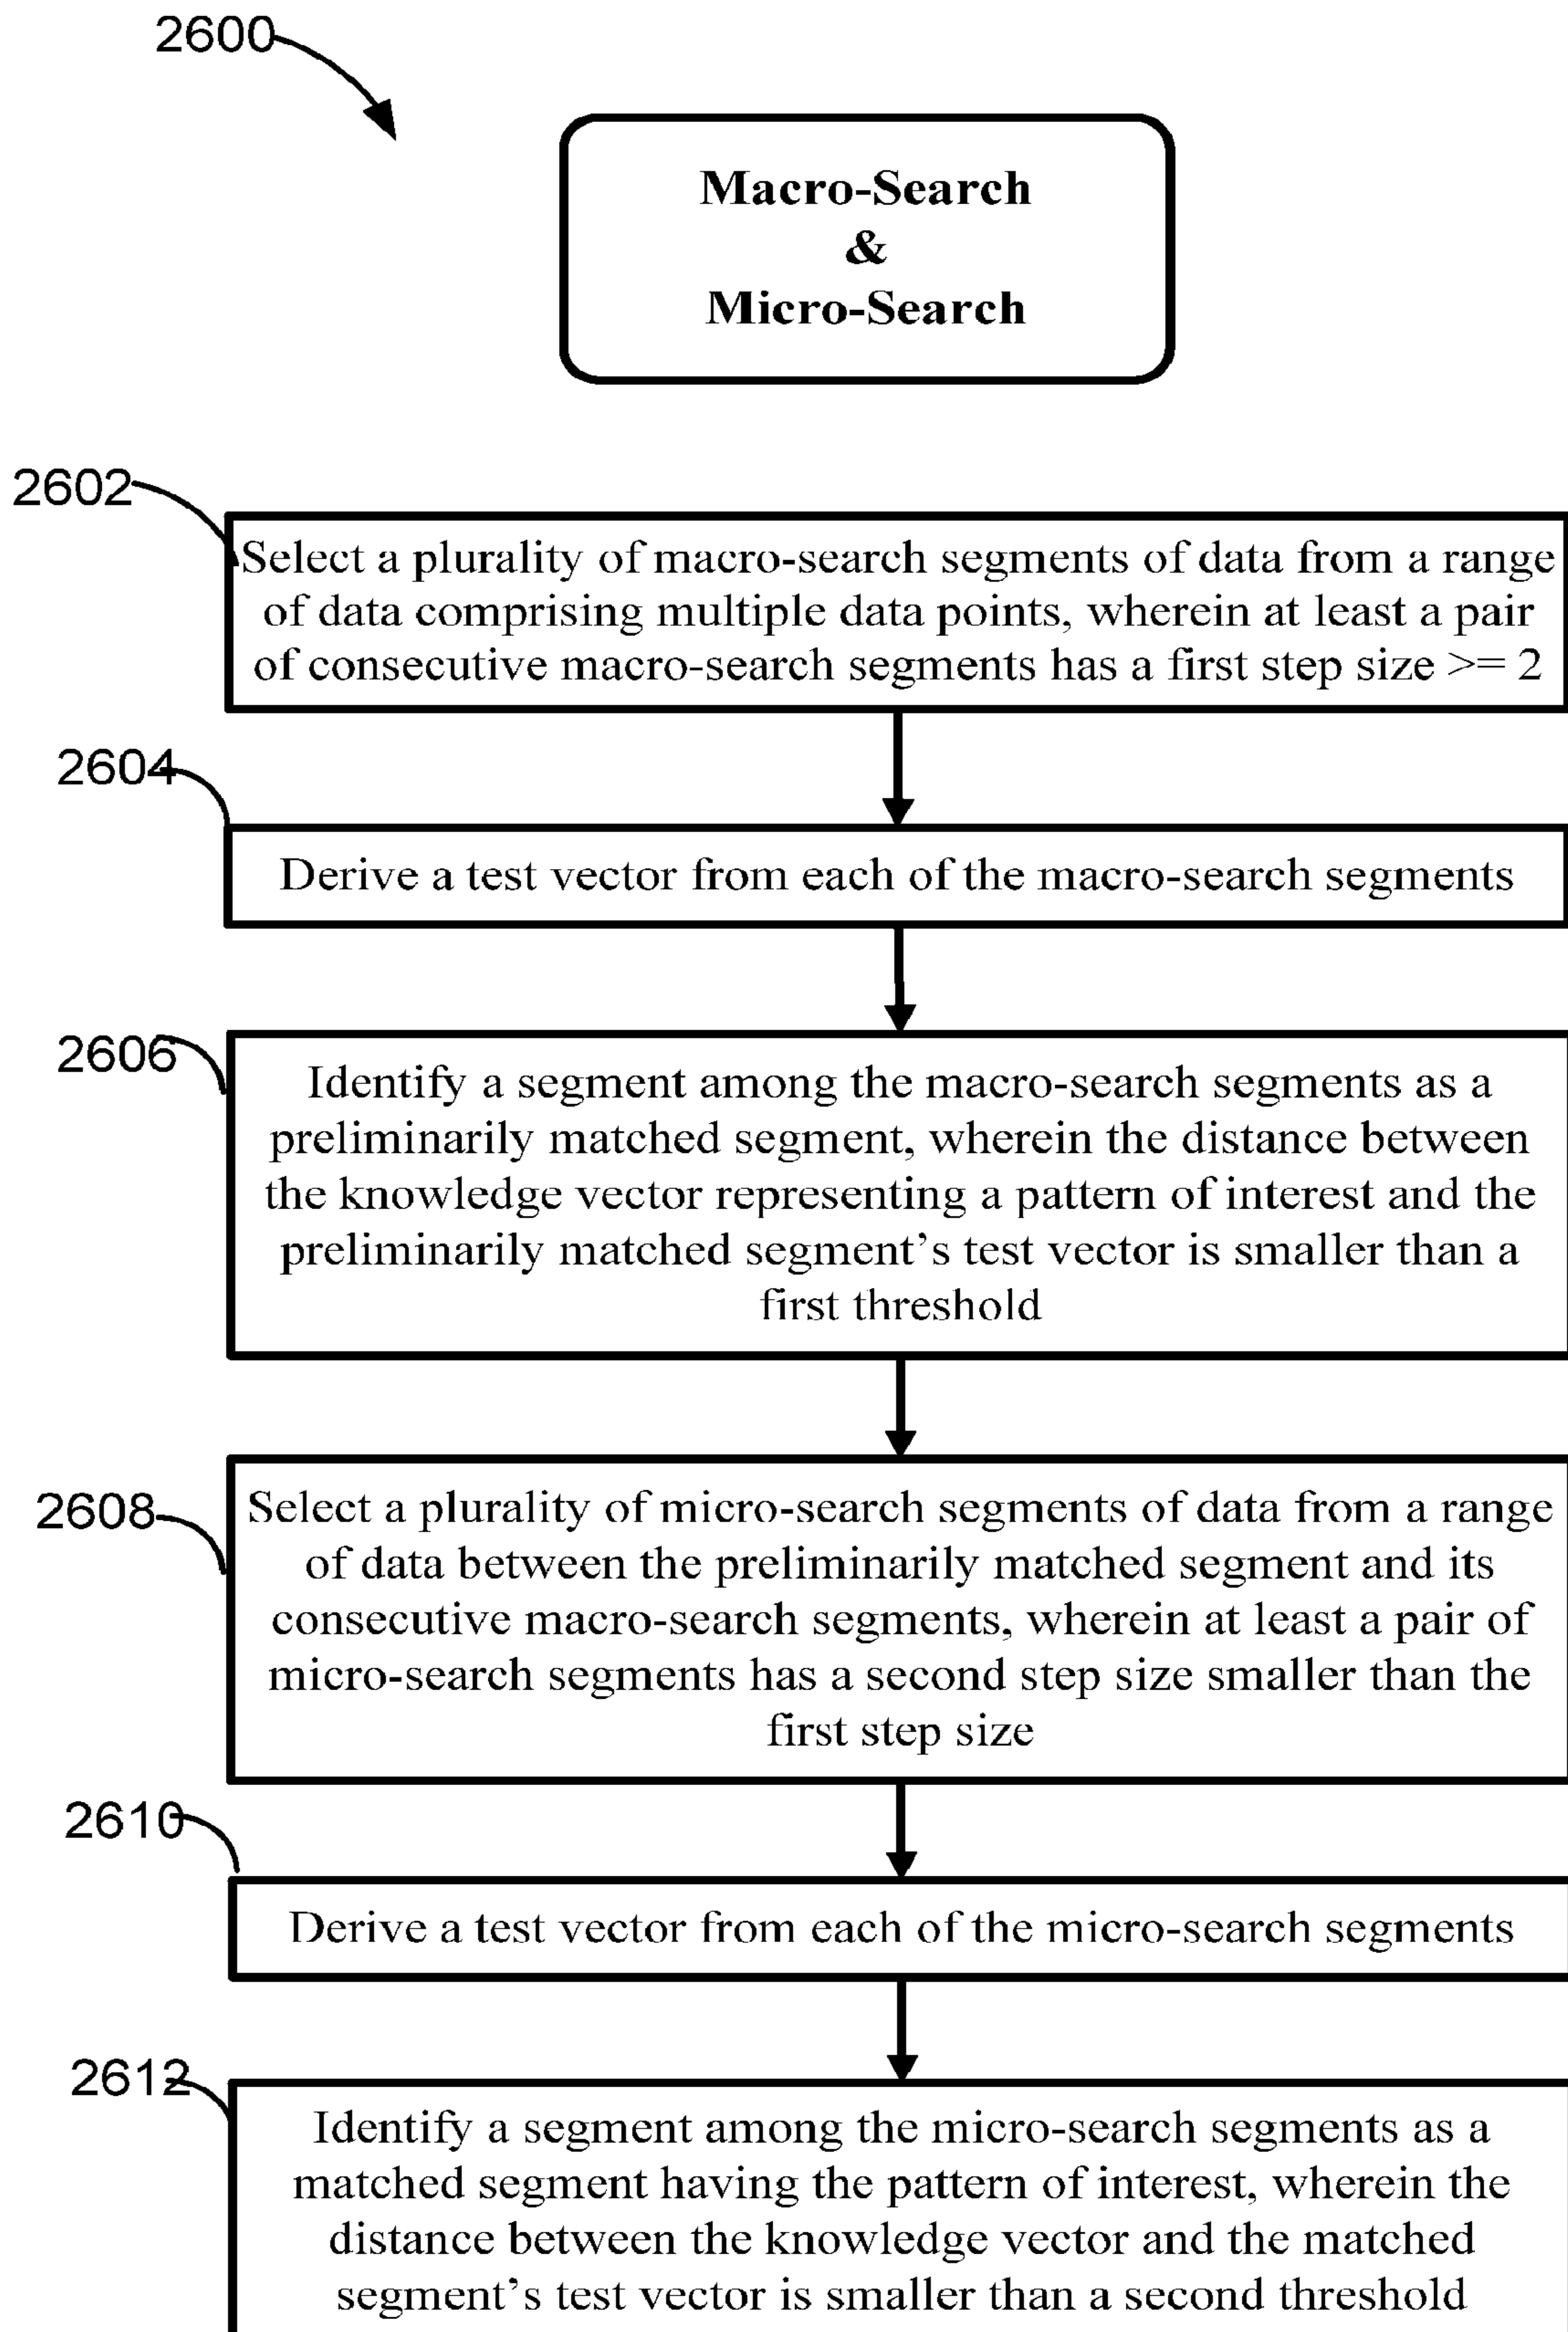 2600
Macro-Search
&
Micro-Search
2602
Select a plurality of macro-search segments of data from a range
of data comprising multiple data points, wherein at least a pair
of consecutive macro-search segments has a first step size >= 2
2604
Derive a test vector from each of the macro-search segments
2606
Identify a segment among the macro-search segments as a
preliminarily matched segment, wherein the distance between
the knowledge vector representing a pattern of interest and the
preliminarily matched segment’s test vector is smaller than a
first threshold
2608
Select a plurality of micro-search segments of data from a range
of data between the preliminarily matched segment and its
consecutive macro-search segments, wherein at least a pair of
micro-search segments has a second step size smaller than the
first step size
2610
Derive a test vector from each of the micro-search segments
2612
Identify a segment among the micro-search segments as a
matched segment having the pattern of interest, wherein the
distance between the knowledge vector and the matched
segment’s test vector is smaller than a second threshold